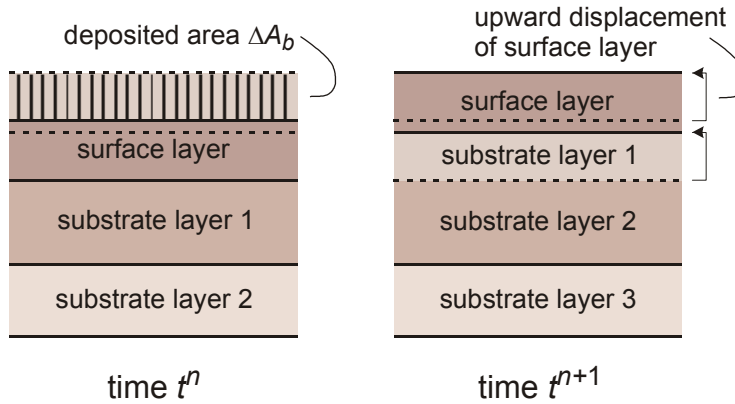 deposited area ΔA_b
surface layer
substrate layer 1
substrate layer 2
time t^n
upward displacement
of surface layer
surface layer
substrate layer 1
substrate layer 2
substrate layer 3
time t^{n+1}